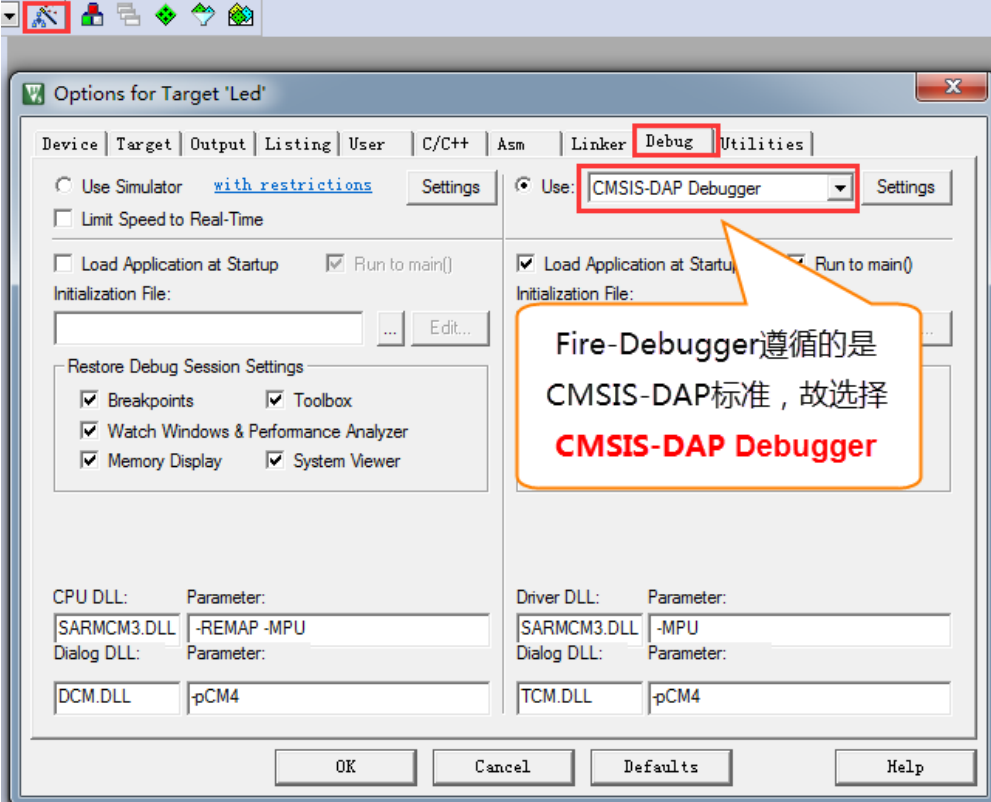 Options for Target 'Led'
Device Target Output Listing User C/C++ Asm Linker Debug Utilities
Use Simulator with restrictions Settings
Use: CMSIS-DAP Debugger Settings
Limit Speed to Real-Time
Load Application at Startup Run to main()
Load Application at Startu Run to main()
Initialization File:
Initialization File:
... Edit...
Fire-Debugger遵循的是
CMSIS-DAP标准，故选择
CMSIS-DAP Debugger
Restore Debug Session Settings
Breakpoints Toolbox
Watch Windows & Performance Analyzer
Memory Display System Viewer
CPU DLL: Parameter:
SARMCM3.DLL -REMAP -MPU
Dialog DLL: Parameter:
DCM.DLL -pCM4
Driver DLL: Parameter:
SARMCM3.DLL -MPU
Dialog DLL: Parameter:
TCM.DLL -pCM4
OK Cancel Defaults Help